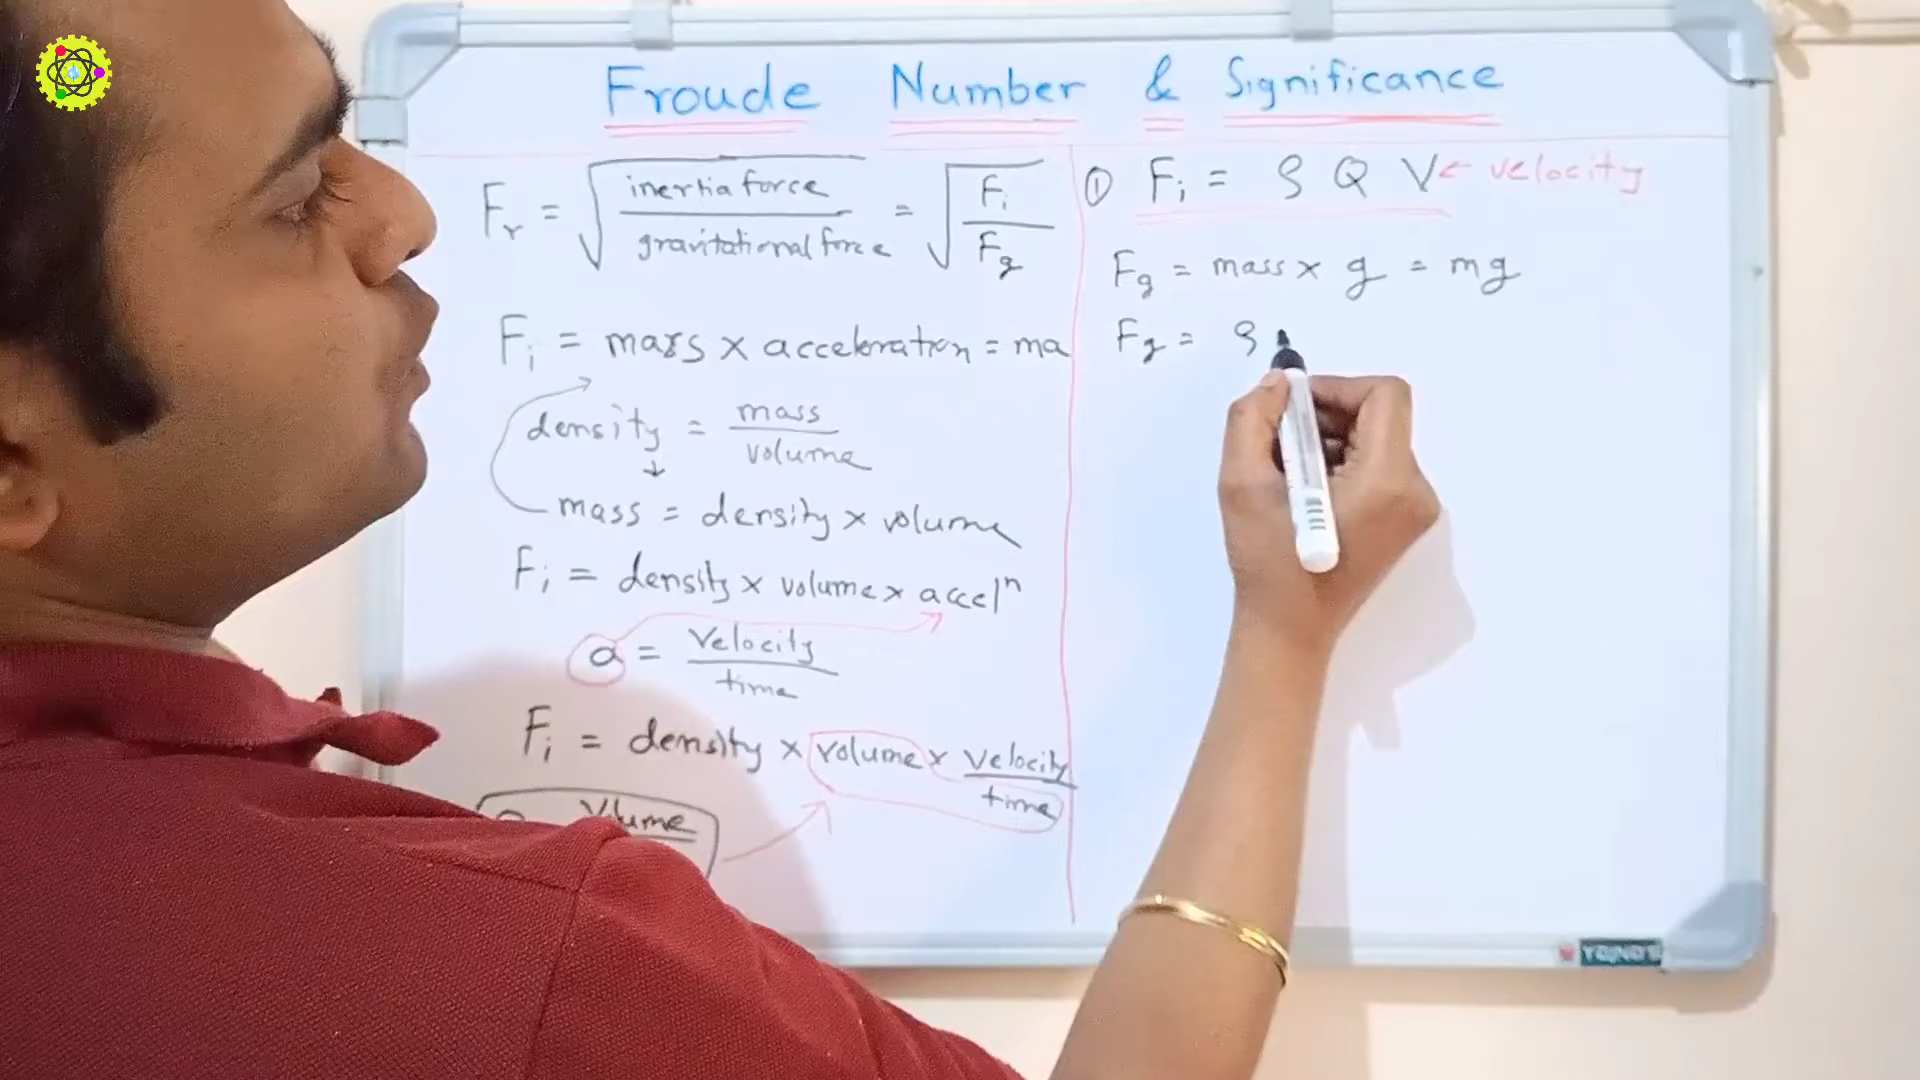 Froude Number & Significance
Fr = √(inertia force / gravitational force) = √(Fi / Fg)
Fi = mass x acceleration = ma
density = mass / volume
mass = density x volume
Fi = density x volume x accelⁿ
a = velocity / time
Fi = density x volume x velocity / time
Volume
① Fi = ρ Q V ← velocity
Fg = mass x g = mg
Fg = ρ